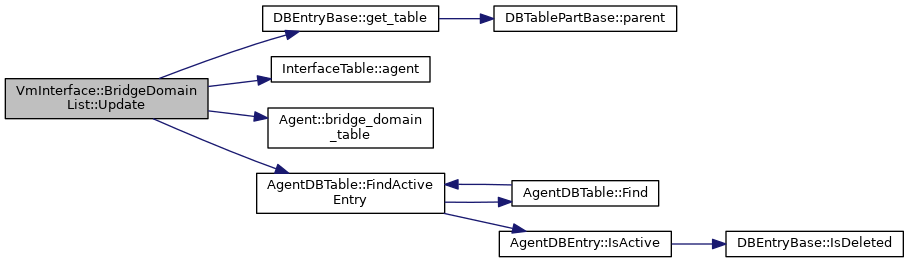 VmInterface::BridgeDomain
List::Update
DBEntryBase::get_table
DBTablePartBase::parent
InterfaceTable::agent
Agent::bridge_domain
_table
AgentDBTable::FindActive
Entry
AgentDBTable::Find
AgentDBEntry::IsActive
DBEntryBase::IsDeleted